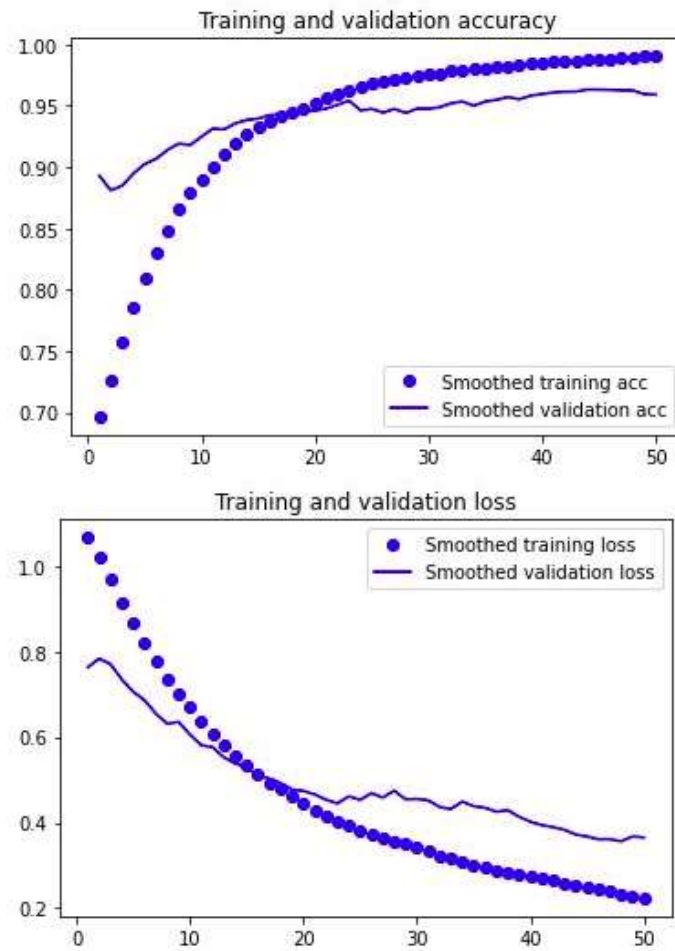 Training and validation accuracy
1.00
0.95
0.90
0.85
0.80
0.75
0.70
Smoothed training acc
Smoothed validation acc
0 10 20 30 40 50
Training and validation loss
1.0
0.8
0.6
0.4
0.2
Smoothed training loss
Smoothed validation loss
0 10 20 30 40 50